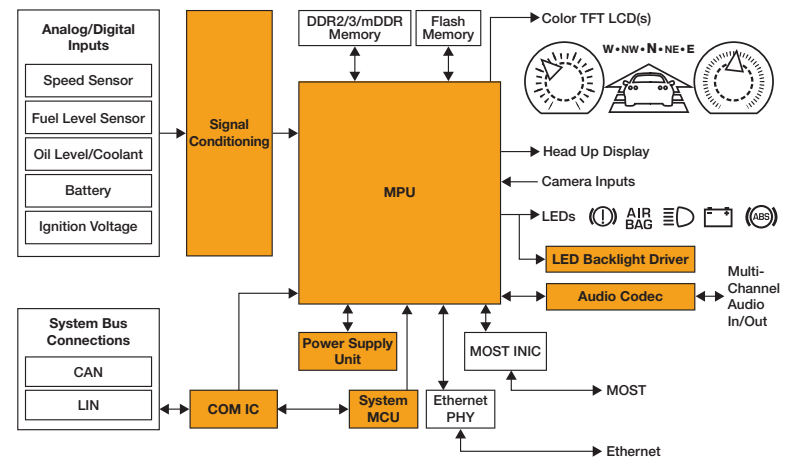 Analog/Digital
Inputs
Speed Sensor
Fuel Level Sensor
Oil Level/Coolant
Battery
Ignition Voltage
Signal
Conditioning
DDR2/3/mDDR
Memory
Flash
Memory
MPU
Color TFT LCD(s)
W•NW•N•NE•E
Head Up Display
Camera Inputs
LEDs
AIR
BAG
ABS
LED Backlight Driver
Audio Codec
Multi-
Channel
Audio
In/Out
System Bus
Connections
CAN
LIN
COM IC
Power Supply
Unit
System
MCU
Ethernet
PHY
MOST INIC
MOST
Ethernet